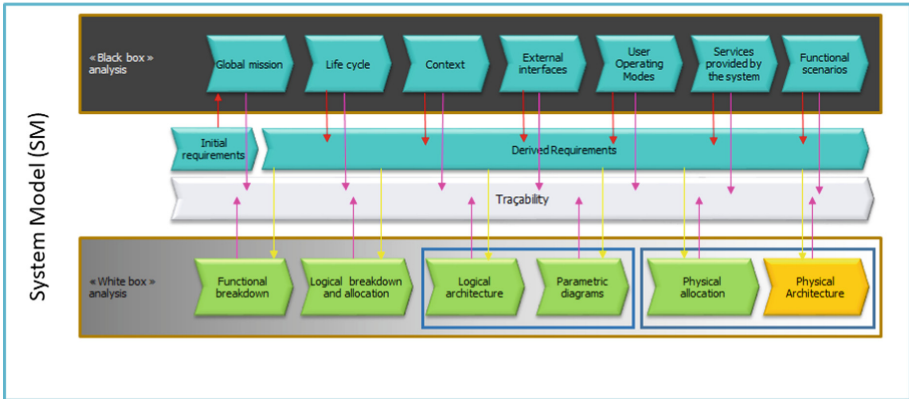 System Model (SM)
« Black box »
analysis
Global mission
Life cycle
Context
External
interfaces
User
Operating
Modes
Services
provided by
the system
Functional
scenarios
Initial
requirements
Derived Requirements
Traçability
« White box »
analysis
Functional
breakdown
Logical breakdown
and allocation
Logical
architecture
Parametric
diagrams
Physical
allocation
Physical
Architecture